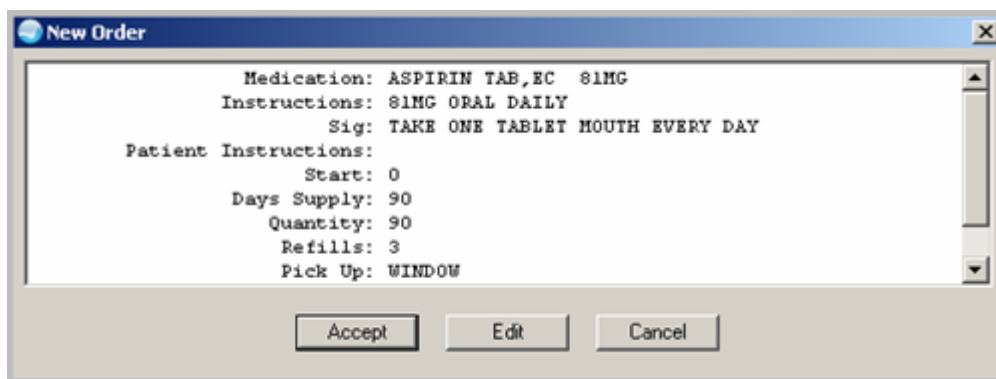 New Order
Medication: ASPIRIN TAB,EC 81MG
Instructions: 81MG ORAL DAILY
Sig: TAKE ONE TABLET MOUTH EVERY DAY
Patient Instructions:
Start: 0
Days Supply: 90
Quantity: 90
Refills: 3
Pick Up: WINDOW
Accept Edit Cancel